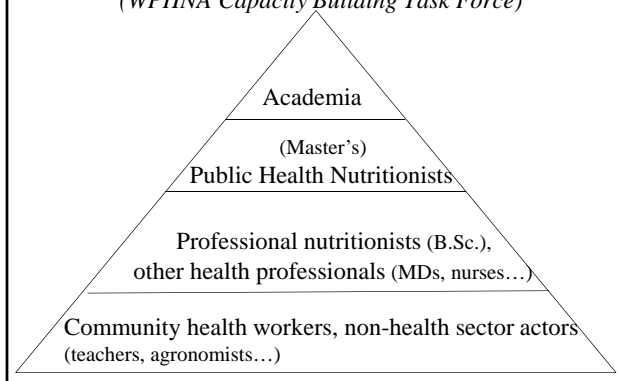 (WPHNA Capacity Building Task Force)
Academia
(Master's)
Public Health Nutritionists
Professional nutritionists (B.Sc.),
other health professionals (MDs, nurses…)
Community health workers, non-health sector actors
(teachers, agronomists…)